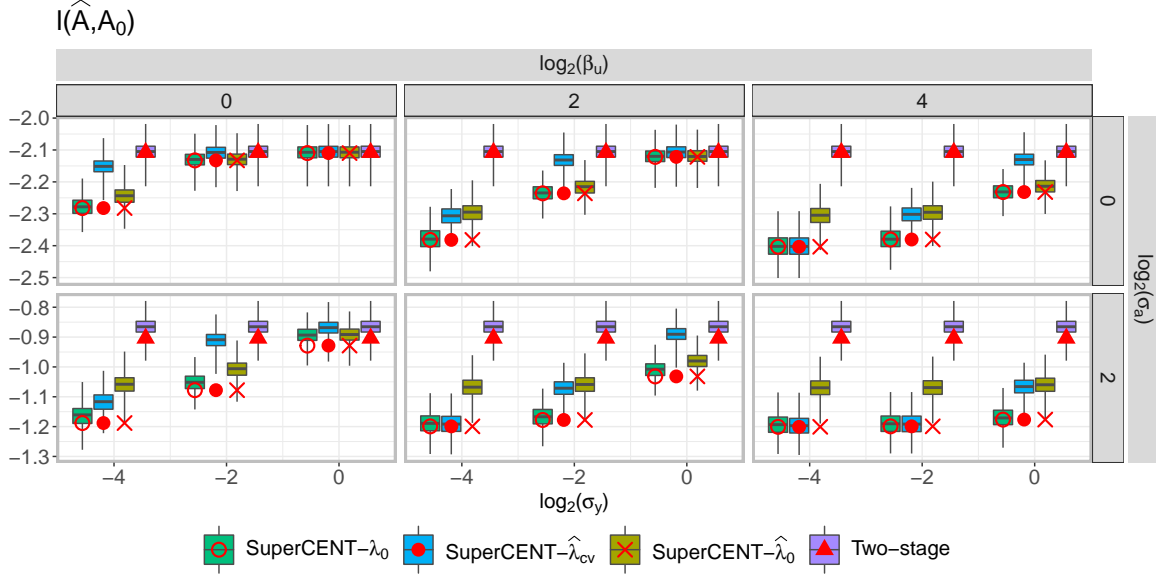 l(Â,A₀)
log₂(βᵤ)
0 2 4
−2.0
−2.1
−2.2
−2.3
−2.4
−2.5
0
−0.8
−0.9
−1.0
−1.1
−1.2
−1.3
2
log₂(σₐ)
−4 −2 0 −4 −2 0 −4 −2 0
log₂(σᵧ)
SuperCENT−λ₀ SuperCENT−λ̂cv SuperCENT−λ̂₀ Two−stage